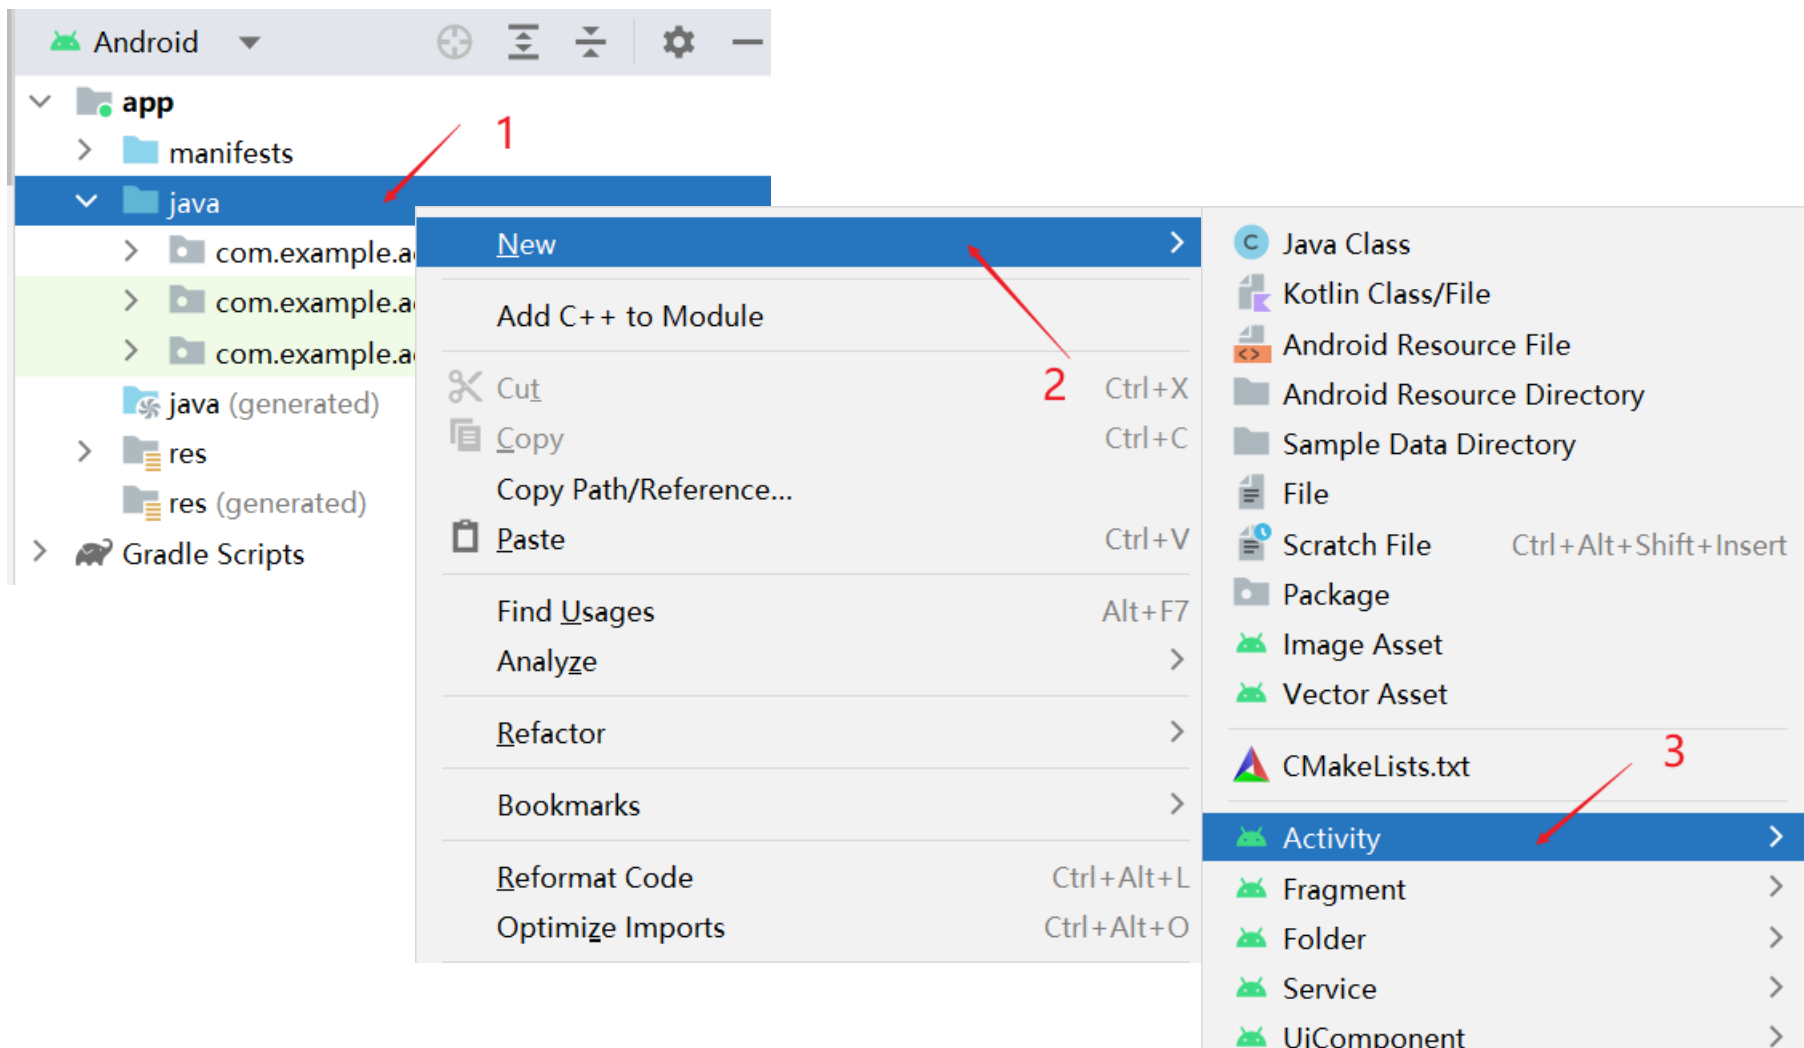 Android
app
manifests
1
java
com.example.a
com.example.a
com.example.a
java (generated)
res
res (generated)
Gradle Scripts
New
Add C++ to Module
2
Cut Ctrl+X
Copy Ctrl+C
Copy Path/Reference...
Paste Ctrl+V
Find Usages Alt+F7
Analyze
Refactor
Bookmarks
Reformat Code Ctrl+Alt+L
Optimize Imports Ctrl+Alt+O
Java Class
Kotlin Class/File
Android Resource File
Android Resource Directory
Sample Data Directory
File
Scratch File Ctrl+Alt+Shift+Insert
Package
Image Asset
Vector Asset
3
CMakeLists.txt
Activity
Fragment
Folder
Service
UiComponent